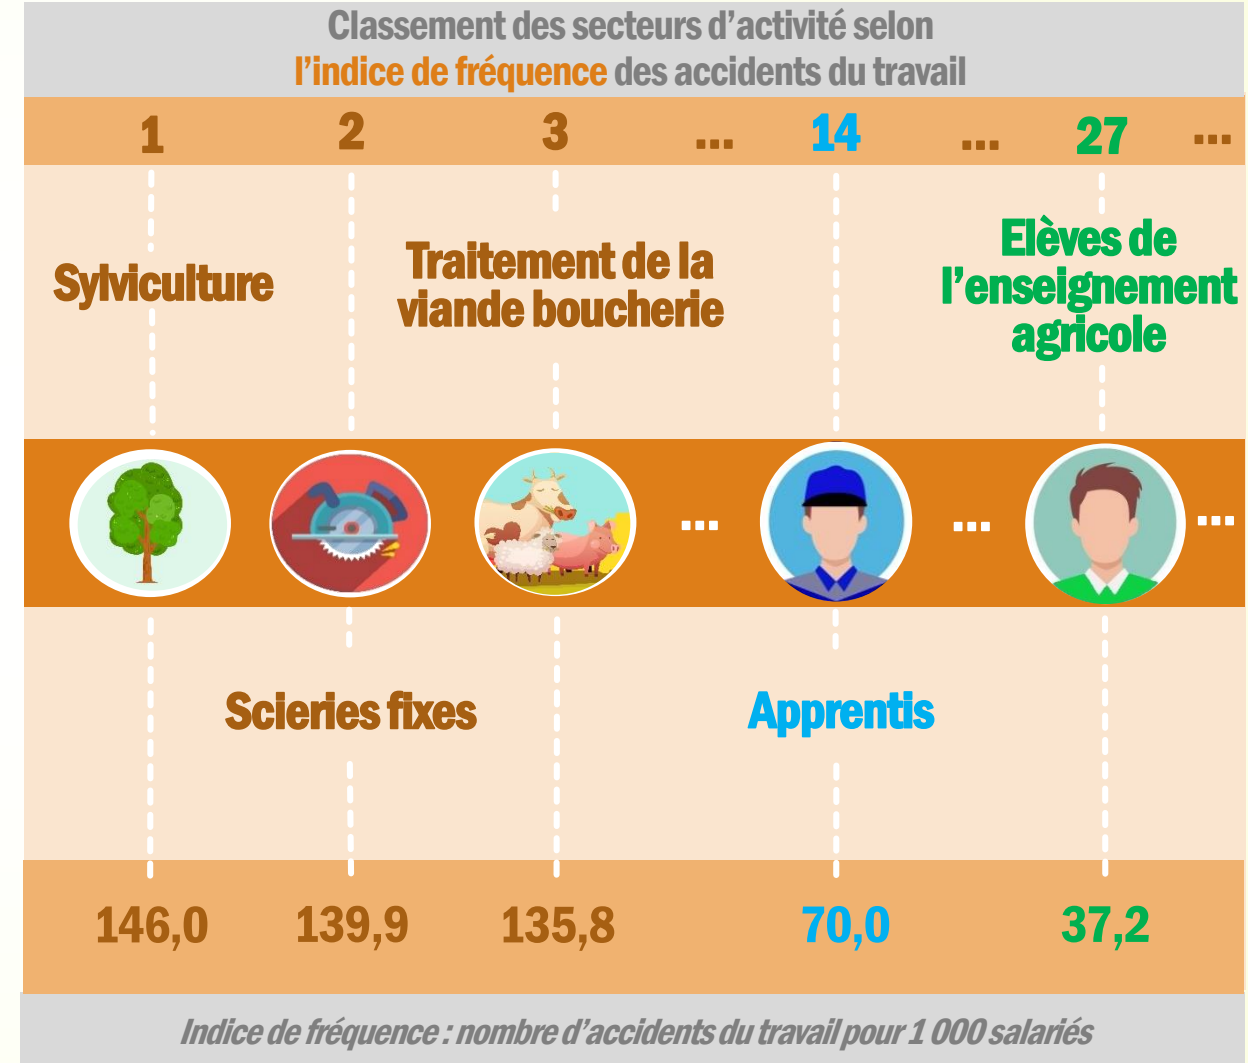 Classement des secteurs d’activité selon
l’indice de fréquence des accidents du travail
1 2 3 ... 14 ... 27 ...
Sylviculture
Traitement de la
viande boucherie
Elèves de
l’enseignement
agricole
... ... ...
Scieries fixes
Apprentis
146,0 139,9 135,8 70,0 37,2
Indice de fréquence : nombre d’accidents du travail pour 1 000 salariés